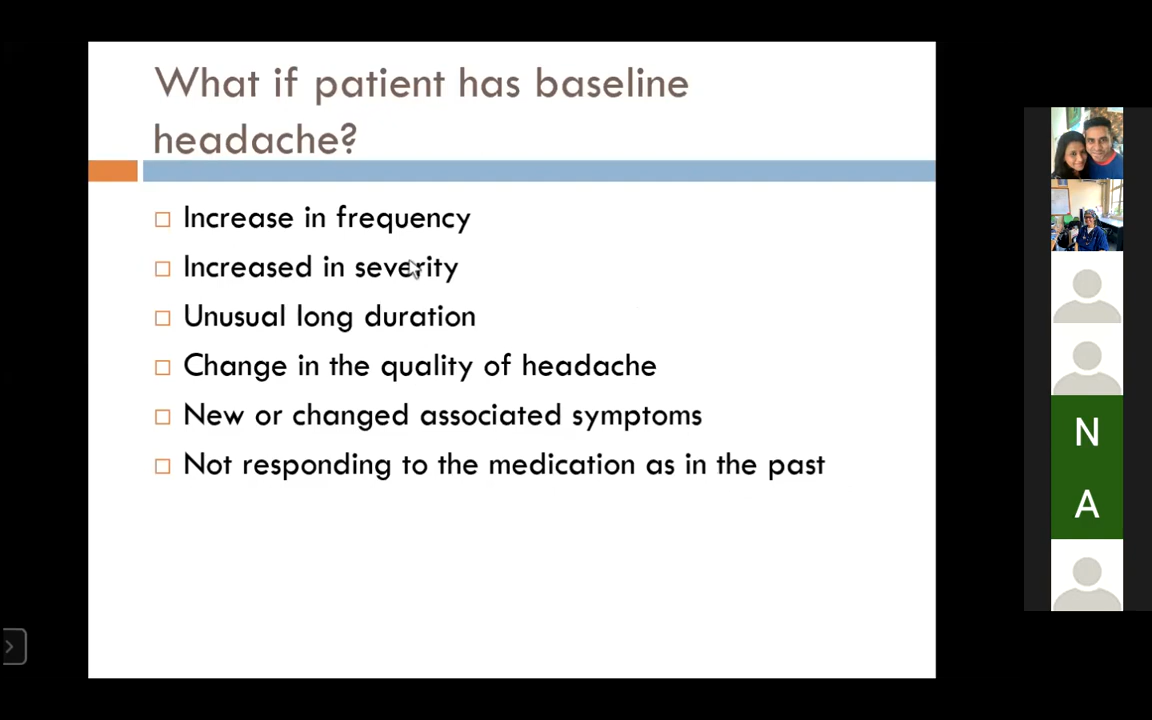 What if patient has baseline
headache?
Increase in frequency
Increased in severity
Unusual long duration
Change in the quality of headache
New or changed associated symptoms
Not responding to the medication as in the past
N
A